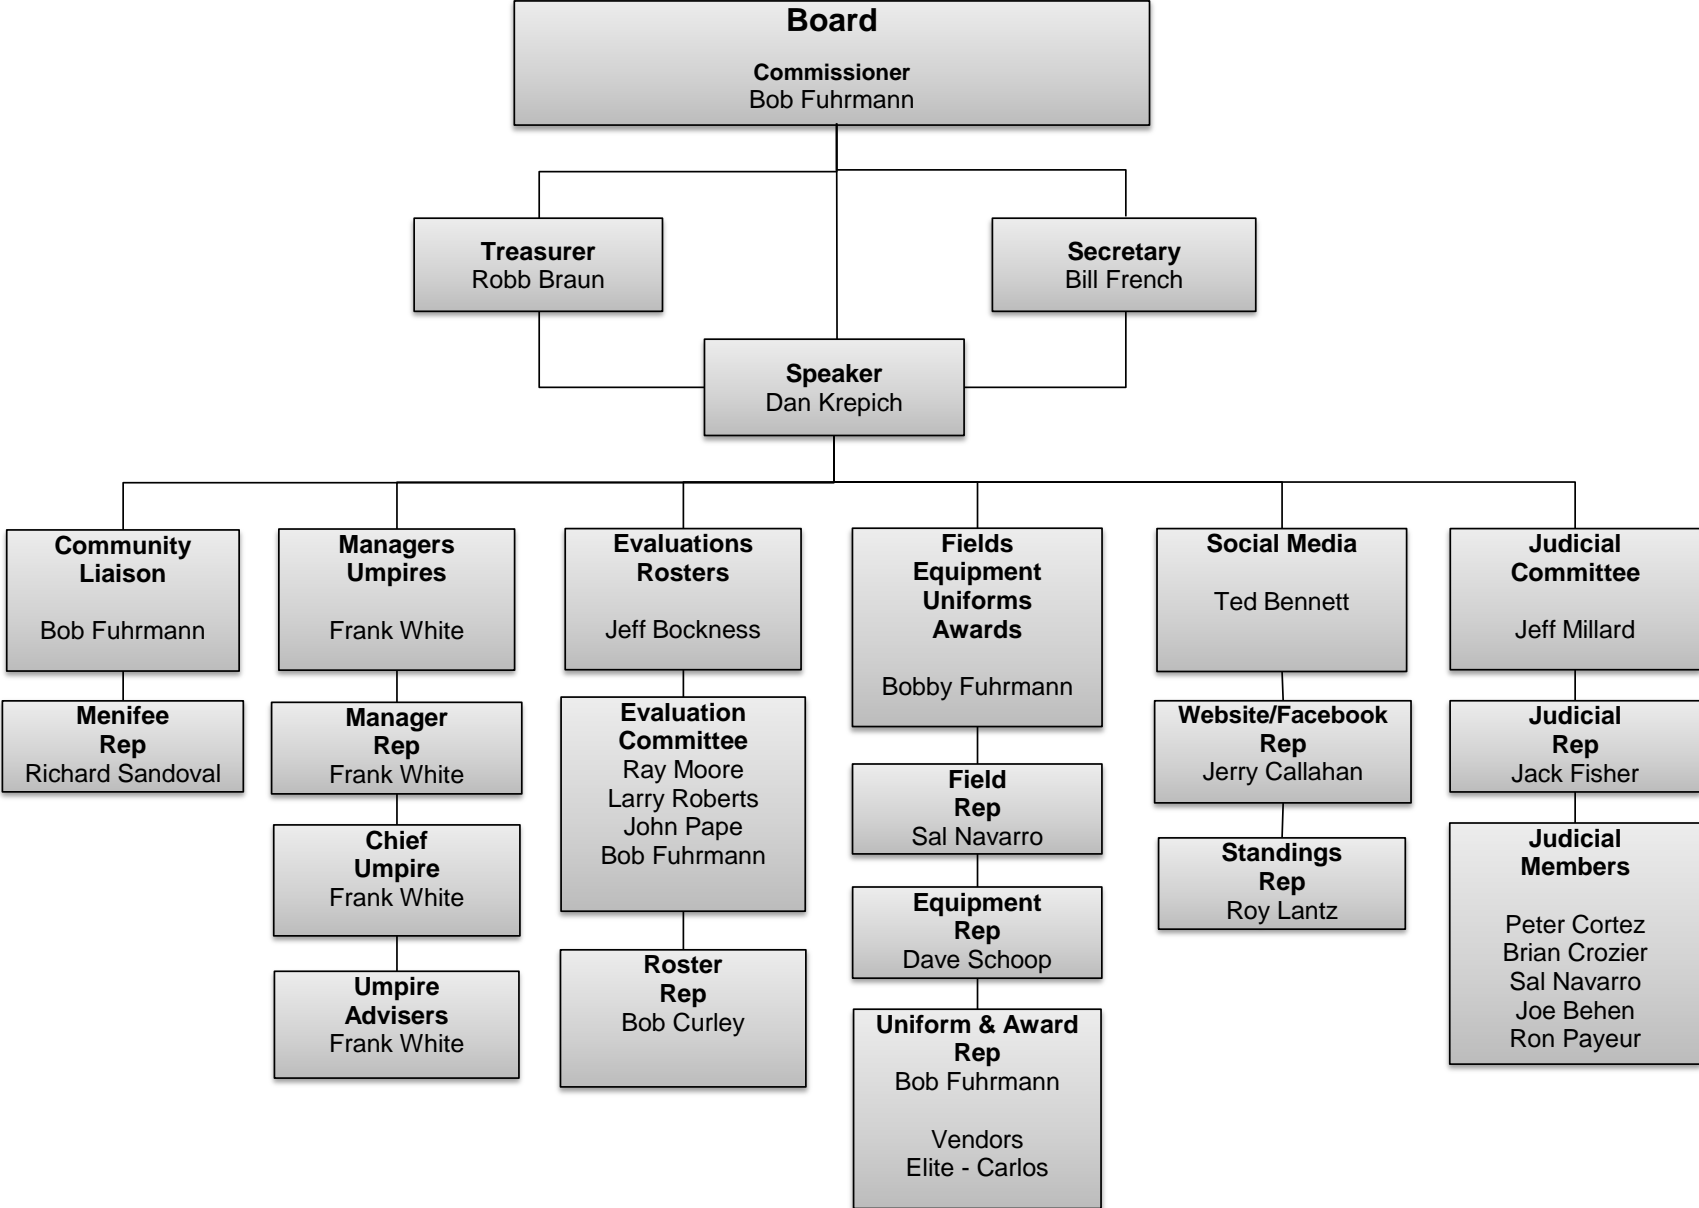 Board
Commissioner
Bob Fuhrmann
Treasurer
Robb Braun
Secretary
Bill French
Speaker
Dan Krepich
Community
Liaison
Bob Fuhrmann
Menifee
Rep
Richard Sandoval
Managers
Umpires
Frank White
Manager
Rep
Frank White
Chief
Umpire
Frank White
Umpire
Advisers
Frank White
Evaluations
Rosters
Jeff Bockness
Evaluation
Committee
Ray Moore
Larry Roberts
John Pape
Bob Fuhrmann
Roster
Rep
Bob Curley
Fields
Equipment
Uniforms
Awards
Bobby Fuhrmann
Field
Rep
Sal Navarro
Equipment
Rep
Dave Schoop
Uniform & Award
Rep
Bob Fuhrmann
Vendors
Elite - Carlos
Social Media
Ted Bennett
Website/Facebook
Rep
Jerry Callahan
Standings
Rep
Roy Lantz
Judicial
Committee
Jeff Millard
Judicial
Rep
Jack Fisher
Judicial
Members
Peter Cortez
Brian Crozier
Sal Navarro
Joe Behen
Ron Payeur